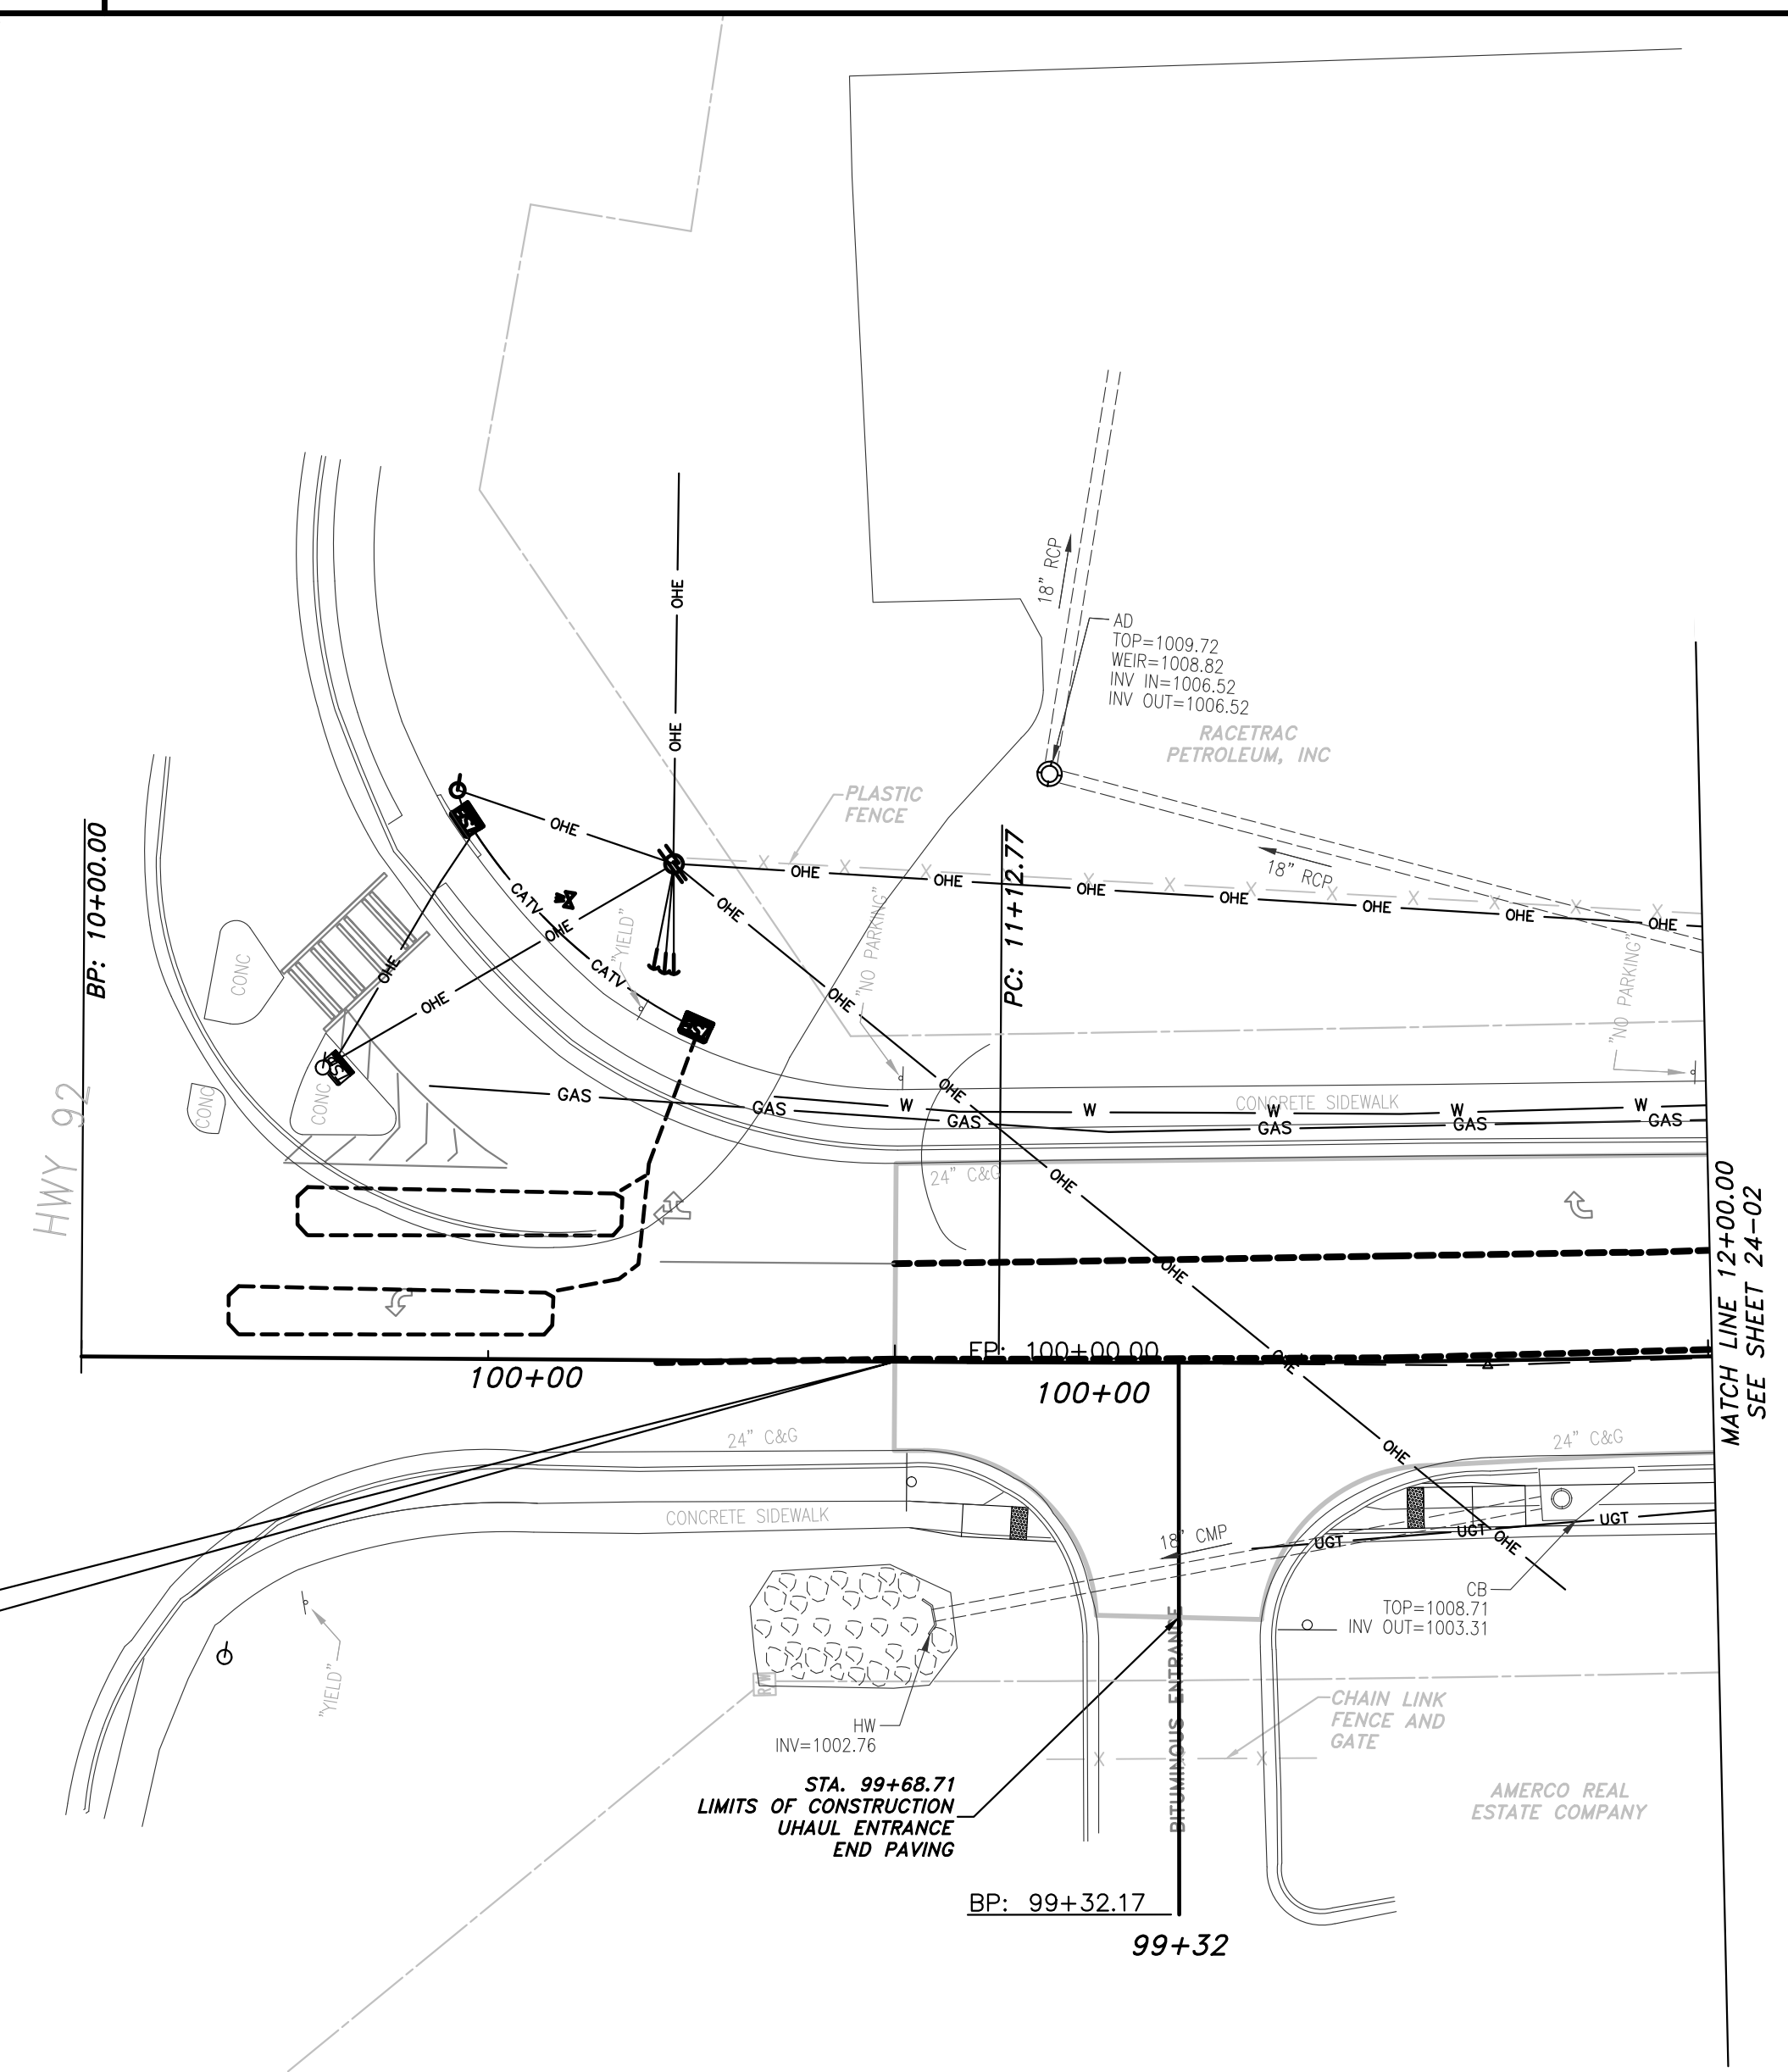 18" RCP
AD
TOP=1009.72
WEIR=1008.82
INV IN=1006.52
INV OUT=1006.52
RACETRAC
PETROLEUM, INC
OHE
OHE
PLASTIC
FENCE
X
X
X
X
X
X
X
X
X
X
X
X
18" RCP
BP: 10+00.00
PC: 11+12.77
OHE
OHE
OHE
OHE
OHE
OHE
OHE
OHE
CATV
OHE
OHE
OHE
CATV
OHE
OHE
"YIELD"
"NO PARKING"
"NO PARKING"
CONC
CONC
CONC
HWY 92
GAS
GAS
GAS
GAS
GAS
GAS
W
W
W
W
W
CONCRETE SIDEWALK
OHE
24" C&G
OHE
OHE
MATCH LINE 12+00.00
SEE SHEET 24-02
EP: 100+00.00
OHE
100+00
100+00
24" C&G
24" C&G
OHE
CONCRETE SIDEWALK
18" CMP
UGT
UGT
UGT
OHE
CB
TOP=1008.71
INV OUT=1003.31
"YIELD"
R/W
HW
INV=1002.76
BITUMINOUS ENTRANCE
CHAIN LINK
FENCE AND
GATE
X
X
STA. 99+68.71
LIMITS OF CONSTRUCTION
UHAUL ENTRANCE
END PAVING
AMERCO REAL
ESTATE COMPANY
BP: 99+32.17
99+32